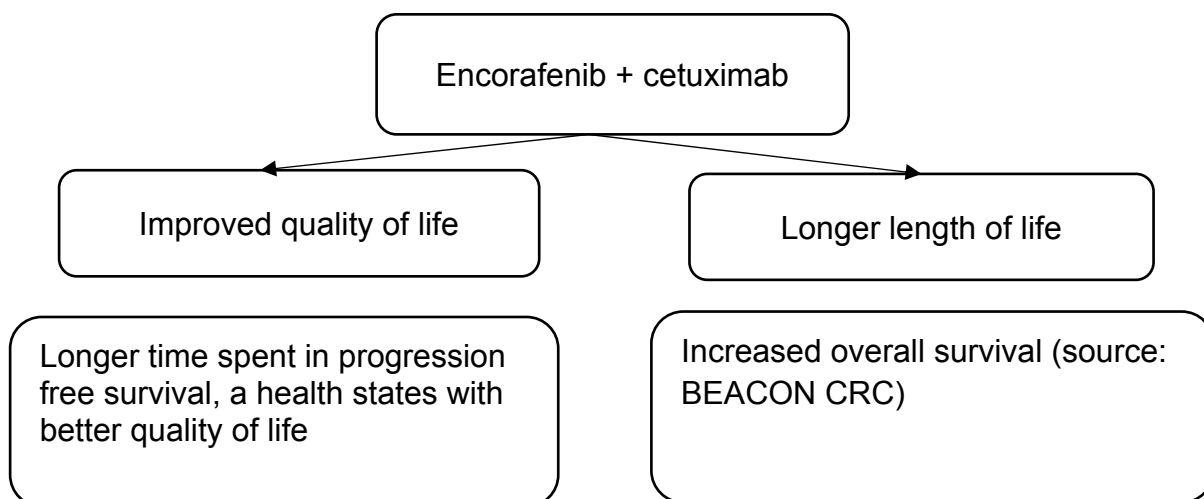 Encorafenib + cetuximab
Improved quality of life
Longer length of life
Longer time spent in progression
free survival, a health states with
better quality of life
Increased overall survival (source:
BEACON CRC)